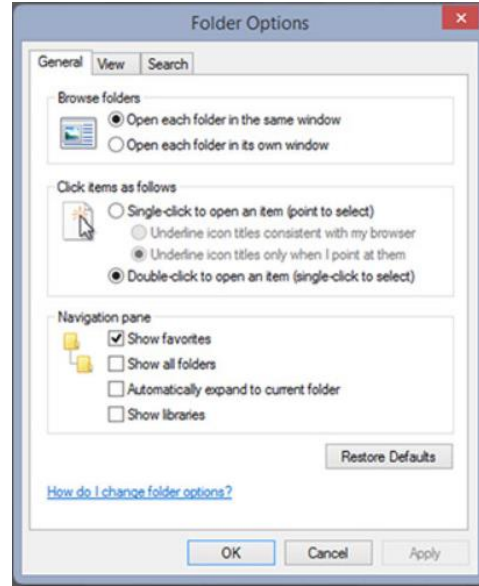 Folder Options
General View Search
Browse folders
Open each folder in the same window
Open each folder in its own window
Click items as follows
Single-click to open an item (point to select)
Underline icon titles consistent with my browser
Underline icon titles only when I point at them
Double-click to open an item (single-click to select)
Navigation pane
Show favorites
Show all folders
Automatically expand to current folder
Show libraries
Restore Defaults
How do I change folder options?
OK Cancel Apply